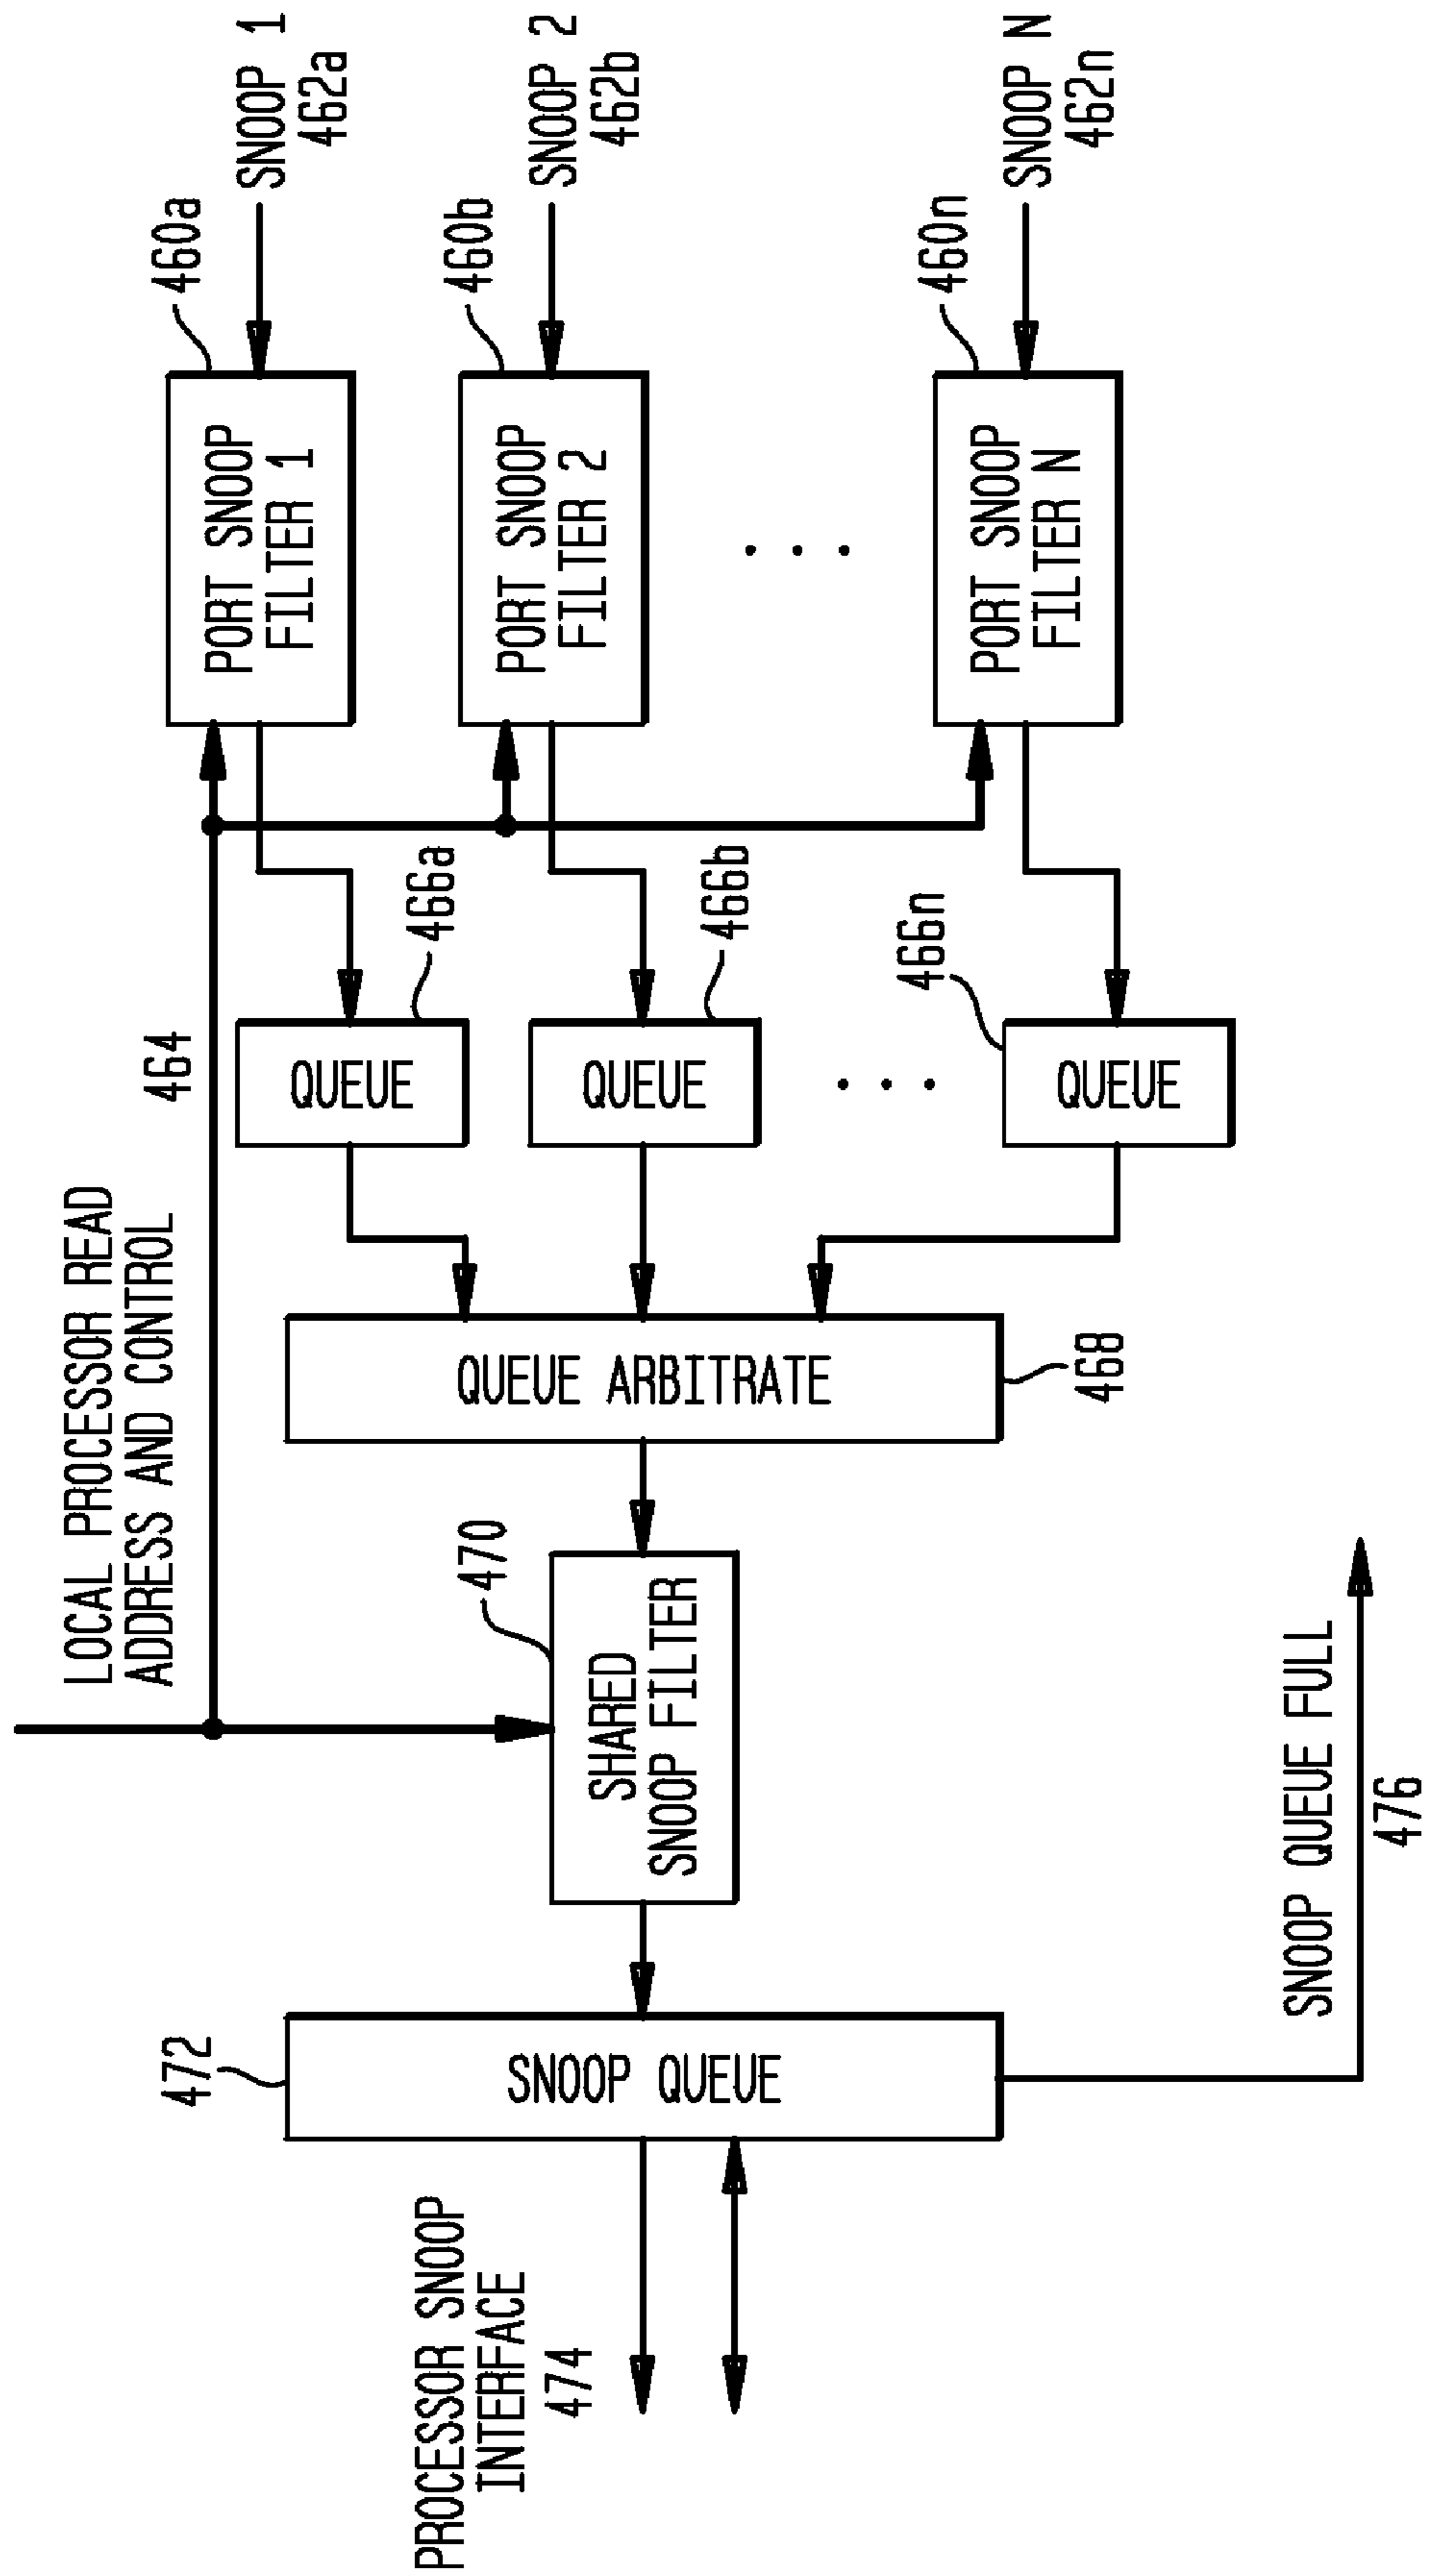 LOCAL PROCESSOR READ
ADDRESS AND CONTROL
464
PROCESSOR SNOOP
INTERFACE
474
472
SNOOP QUEUE
SNOOP QUEUE FULL
476
470
SHARED
SNOOP FILTER
QUEUE ARBITRATE
468
QUEUE
466a
QUEUE
466b
. . .
QUEUE
466n
PORT SNOOP
FILTER 1
460a
PORT SNOOP
FILTER 2
460b
. . .
PORT SNOOP
FILTER N
460n
SNOOP 1
462a
SNOOP 2
462b
SNOOP N
462n